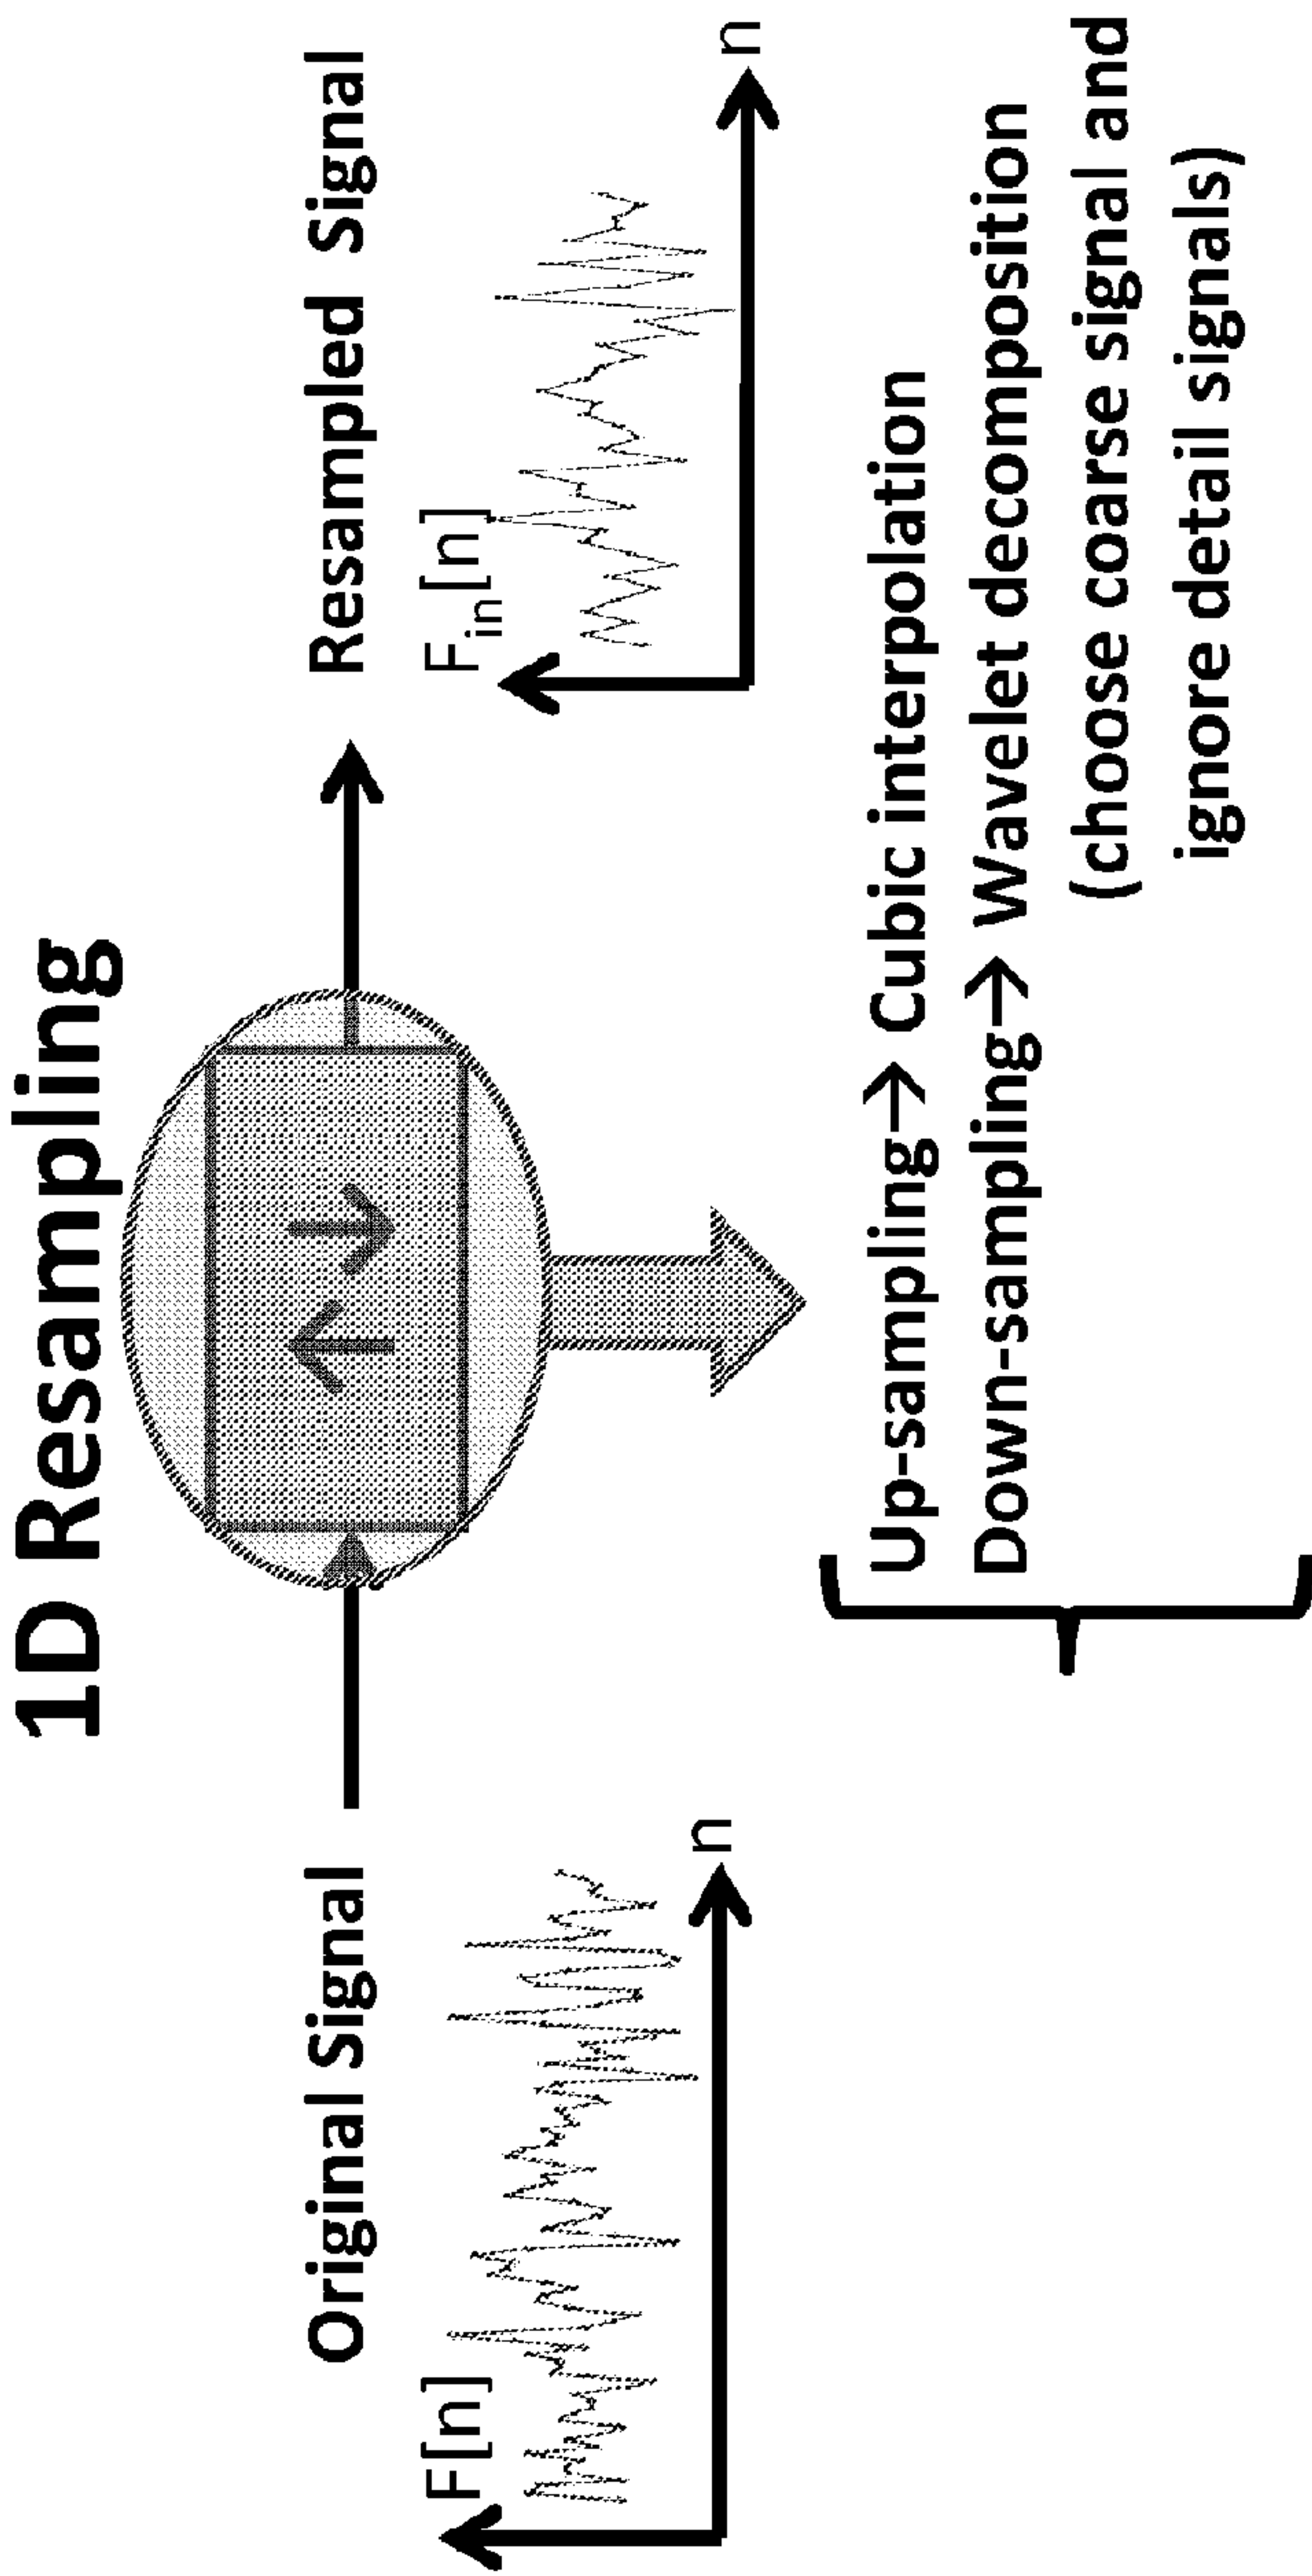 1D Resampling
Original Signal
F[n]
n
↑↓
Resampled Signal
F_in[n]
n
Up-sampling→ Cubic interpolation
Down-sampling→ Wavelet decomposition
(choose coarse signal and
ignore detail signals)